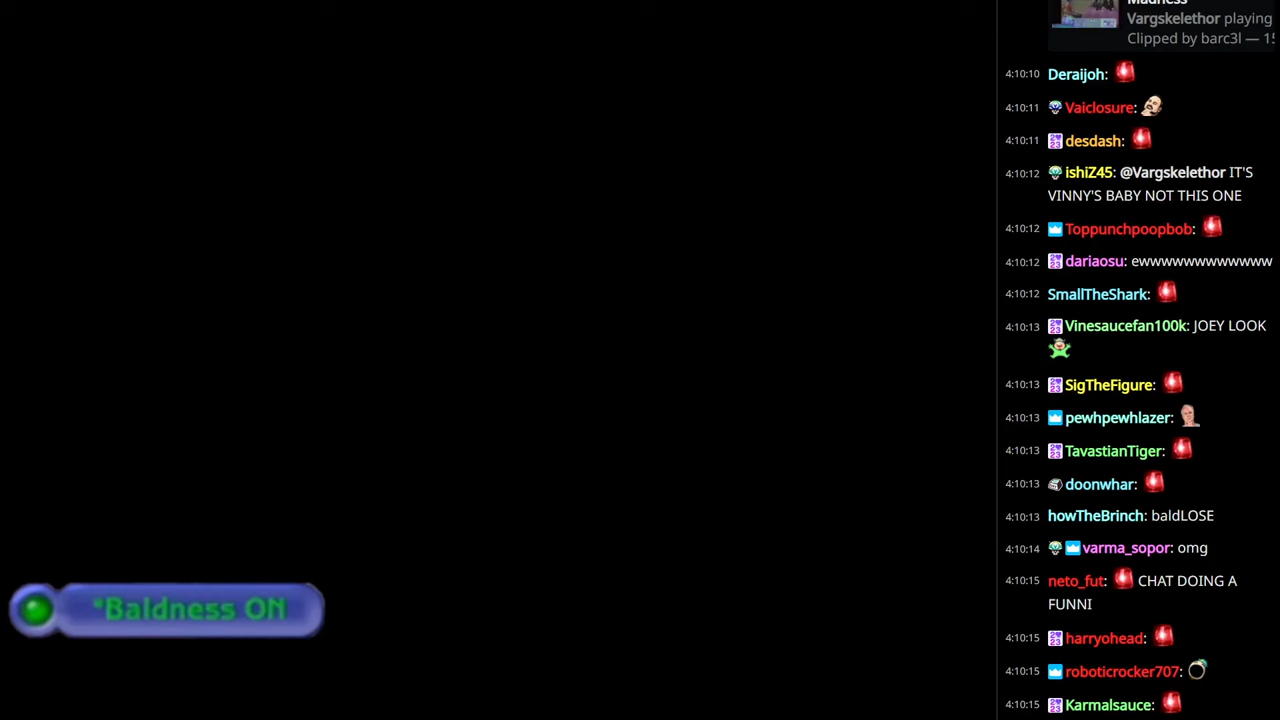 Madness
Vargskelethor playing
Clipped by barc3l — 15
4:10:10 Deraijoh:
4:10:11 Vaiclosure:
4:10:11 desdash:
4:10:12 ishiZ45: @Vargskelethor IT'S
VINNY'S BABY NOT THIS ONE
4:10:12 Toppunchpoopbob:
4:10:12 dariaosu: ewwwwwwwwwwww
4:10:12 SmallTheShark:
4:10:13 Vinesaucefan100k: JOEY LOOK
4:10:13 SigTheFigure:
4:10:13 pewhpewhlazer:
4:10:13 TavastianTiger:
4:10:13 doonwhar:
4:10:13 howTheBrinch: baldLOSE
4:10:14 varma_sopor: omg
4:10:15 neto_fut: CHAT DOING A
FUNNI
*Baldness ON
4:10:15 harryohead:
4:10:15 roboticrocker707:
4:10:15 Karmalsauce: